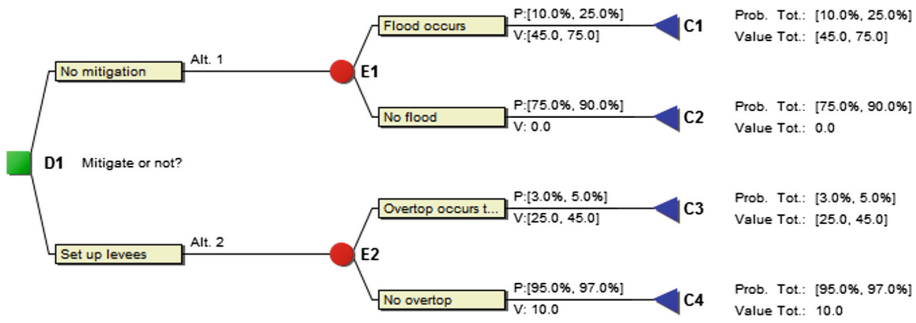 Flood occurs P:[10.0%, 25.0%] V:[45.0, 75.0] C1 Prob. Tot.: [10.0%, 25.0%]
Value Tot.: [45.0, 75.0]
No mitigation Alt. 1 E1
No flood P:[75.0%, 90.0%] V: 0.0 C2 Prob. Tot.: [75.0%, 90.0%]
Value Tot.: 0.0
D1 Mitigate or not?
Overtop occurs t... P:[3.0%, 5.0%] V:[25.0, 45.0] C3 Prob. Tot.: [3.0%, 5.0%]
Value Tot.: [25.0, 45.0]
Set up levees Alt. 2 E2
No overtop P:[95.0%, 97.0%] V: 10.0 C4 Prob. Tot.: [95.0%, 97.0%]
Value Tot.: 10.0